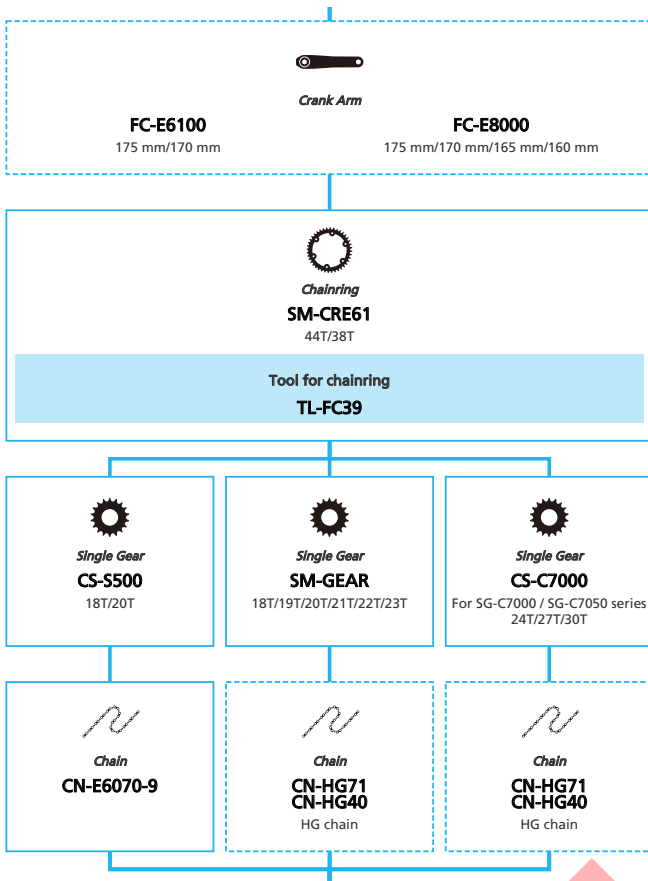 Crank Arm
FC-E6100
175 mm/170 mm
FC-E8000
175 mm/170 mm/165 mm/160 mm
Chainring
SM-CRE61
44T/38T
Tool for chainring
TL-FC39
Single Gear
CS-S500
18T/20T
Single Gear
SM-GEAR
18T/19T/20T/21T/22T/23T
Single Gear
CS-C7000
For SG-C7000 / SG-C7050 series
24T/27T/30T
Chain
CN-E6070-9
Chain
CN-HG71
CN-HG40
HG chain
Chain
CN-HG71
CN-HG40
HG chain